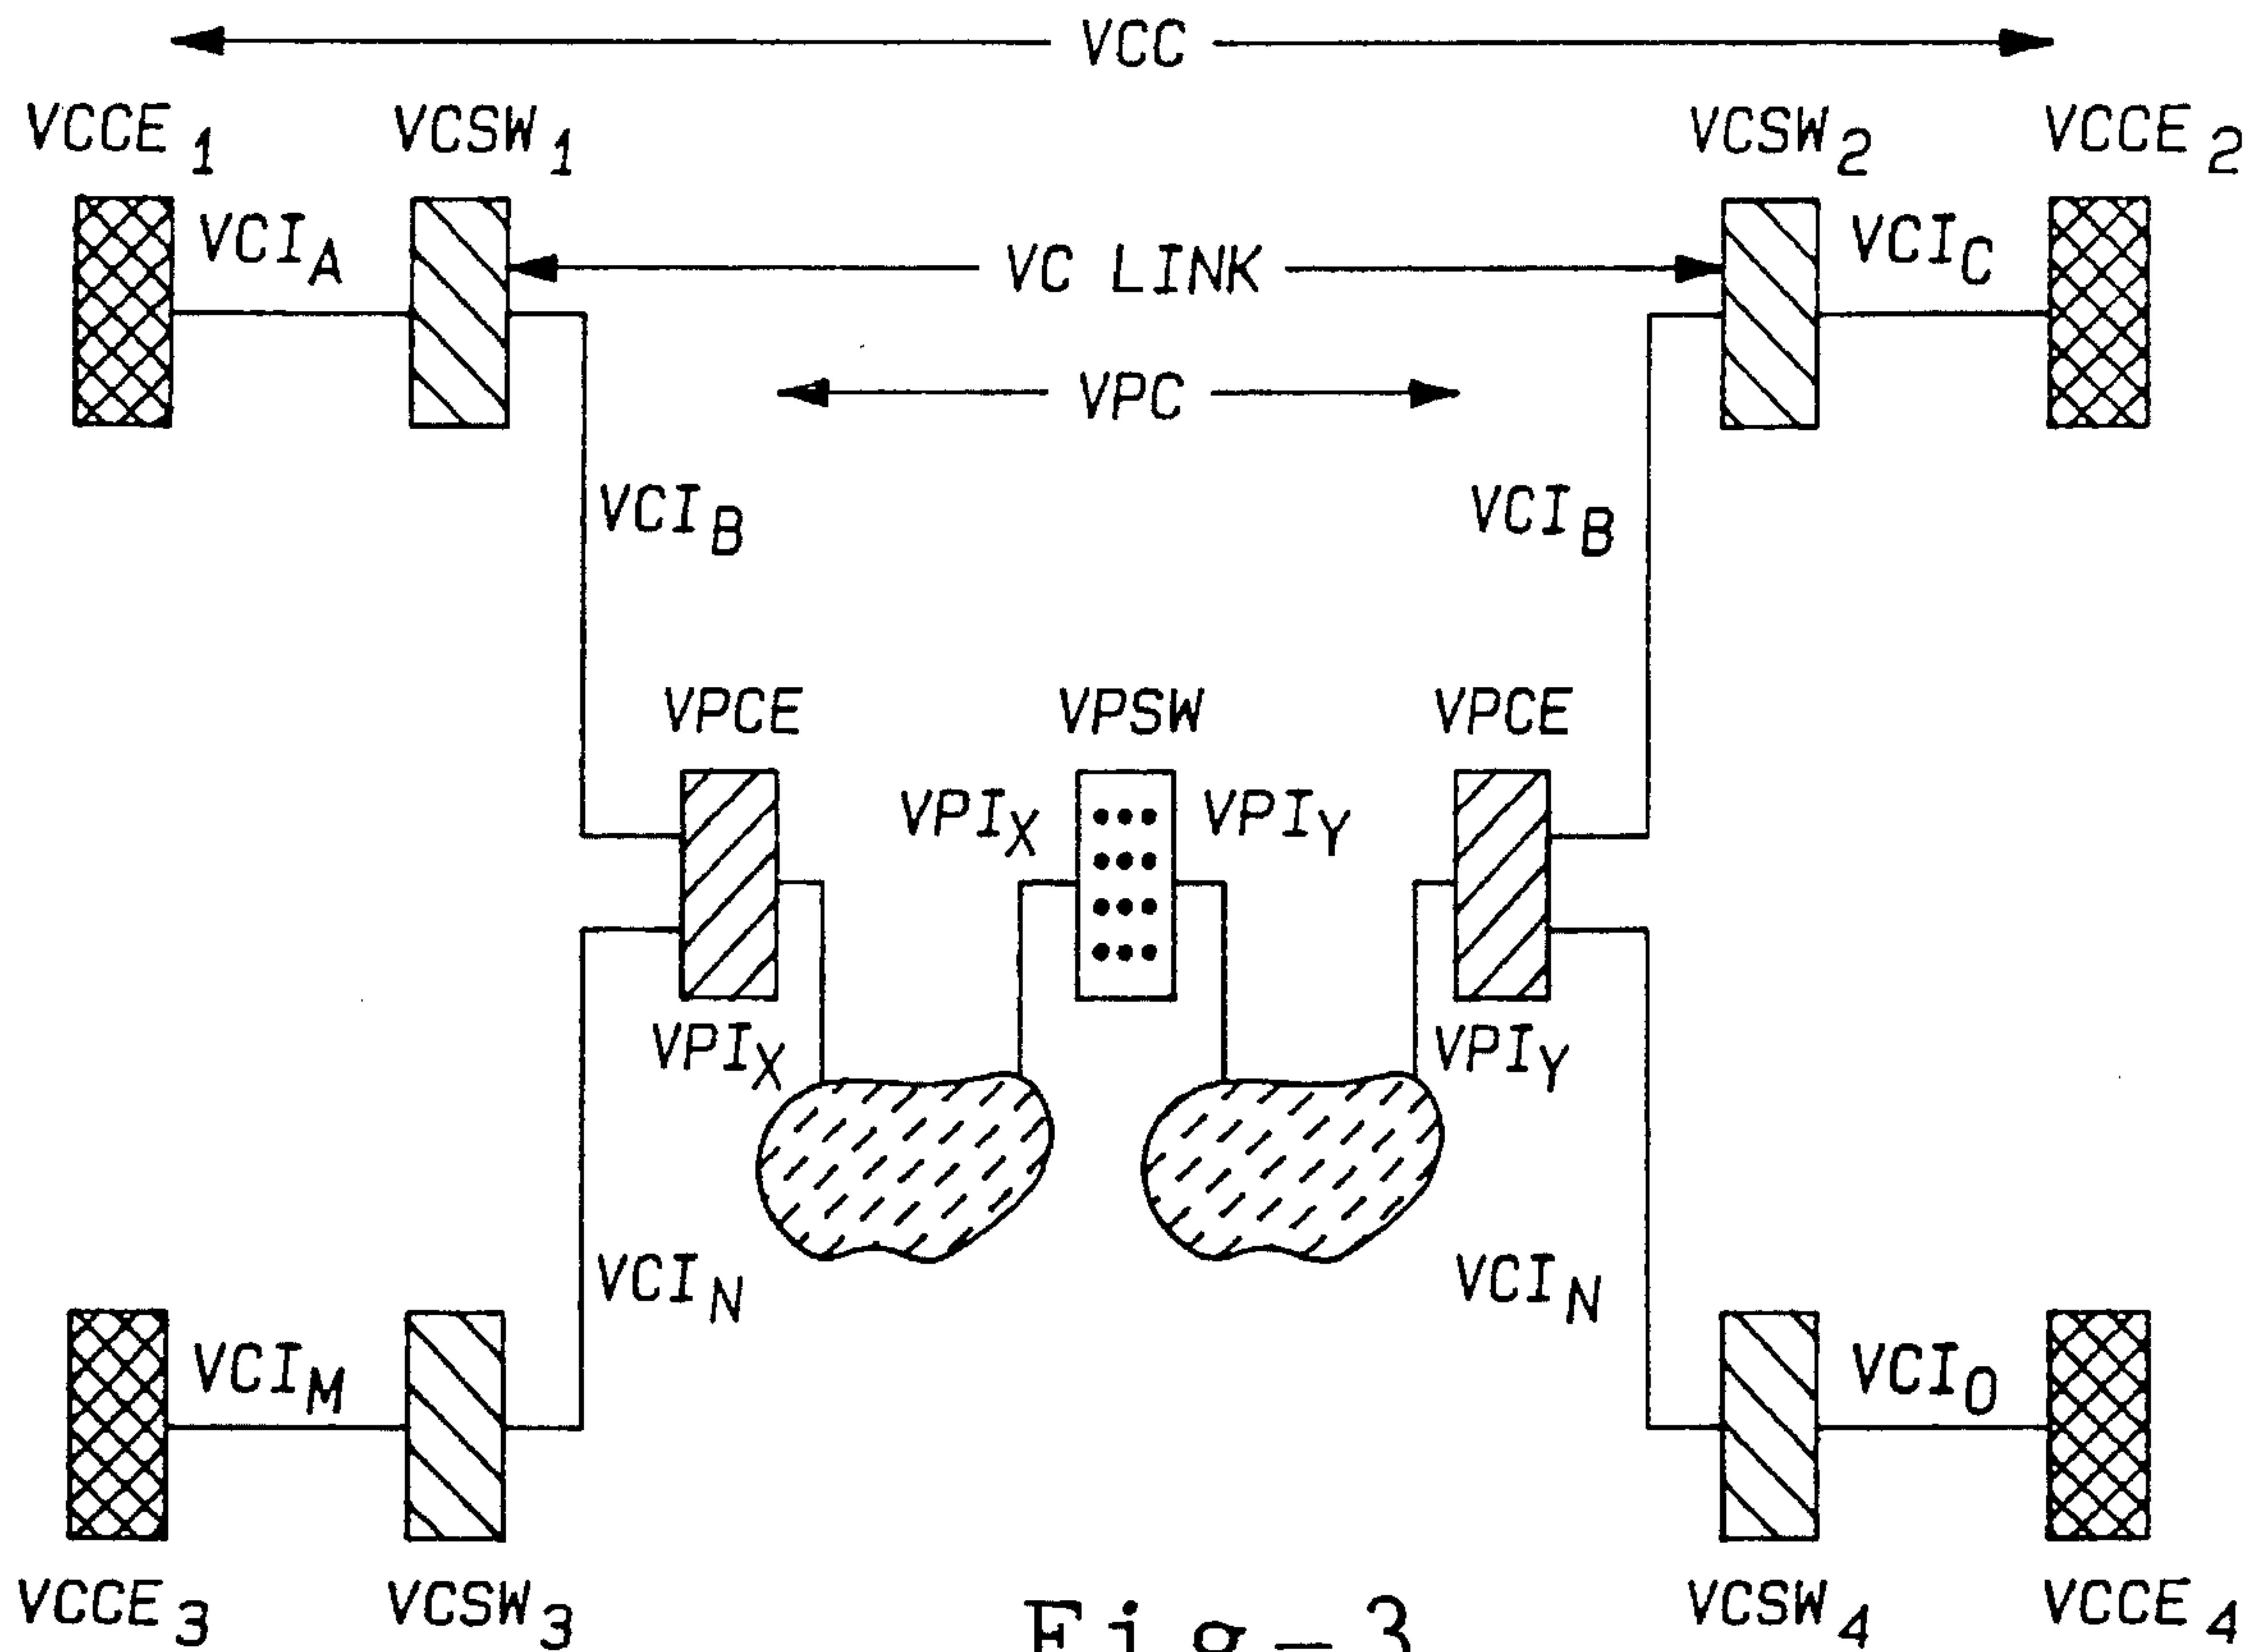 VCC
VCCE 1 VCSW 1 VCSW 2 VCCE 2
VCI A VC LINK VCI C
VPC
VCI B VCI B
VPCE VPSW VPCE
VPI X VPI Y
VPI X VPI Y
VCI N VCI N
VCI M VCI O
VCCE 3 VCSW 3 VCSW 4 VCCE 4
Fig-3